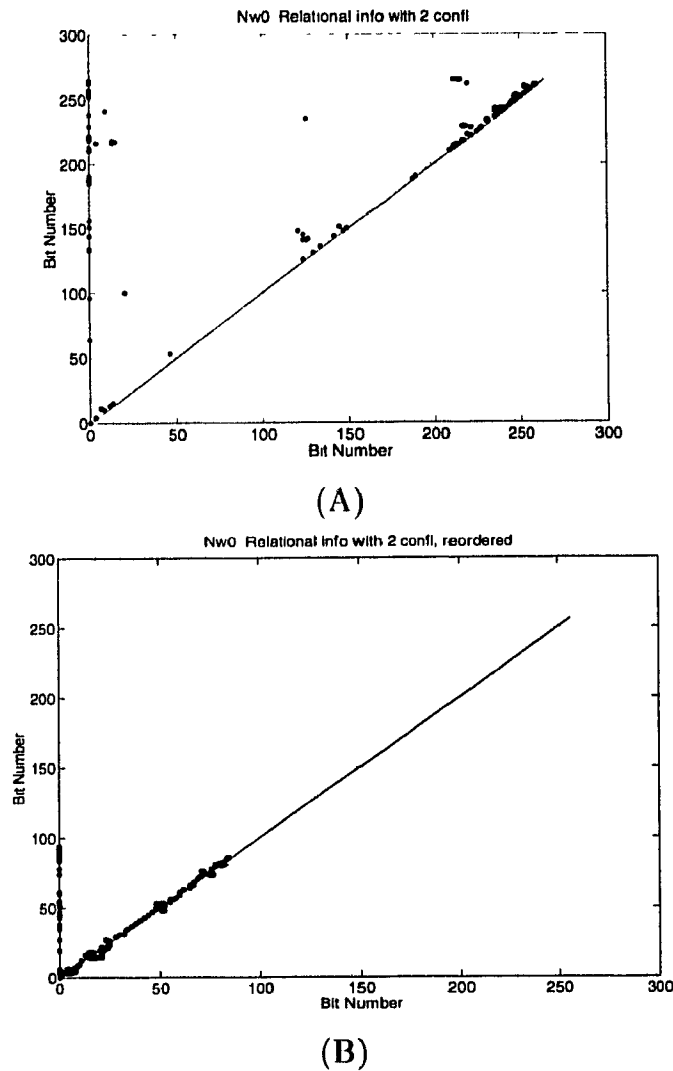 Nw0 Relational info with 2 confl
300
250
200
150
100
50
0
Bit Number
0 50 100 150 200 250 300
Bit Number
(A)
Nw0 Relational info with 2 confl, reordered
300
250
200
150
100
50
0
Bit Number
0 50 100 150 200 250 300
Bit Number
(B)